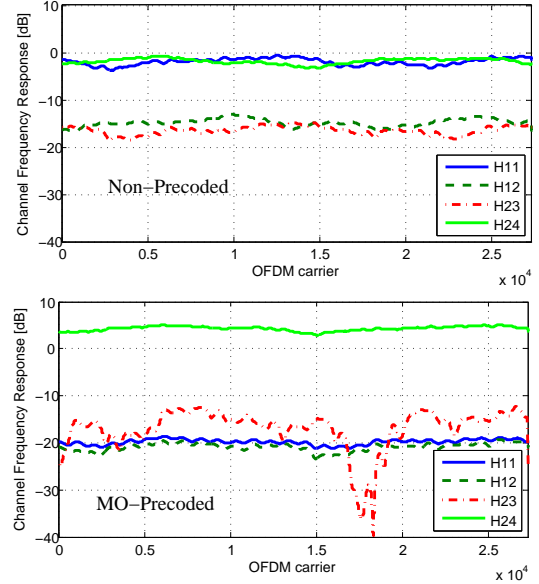 10
0
−10
−20
−30
−40
Channel Frequency Response [dB]
Non−Precoded
H11
H12
H23
H24
0
0.5
1
1.5
2
2.5
x 10^4
OFDM carrier
10
0
−10
−20
−30
−40
Channel Frequency Response [dB]
MO−Precoded
H11
H12
H23
H24
0
0.5
1
1.5
2
2.5
x 10^4
OFDM carrier